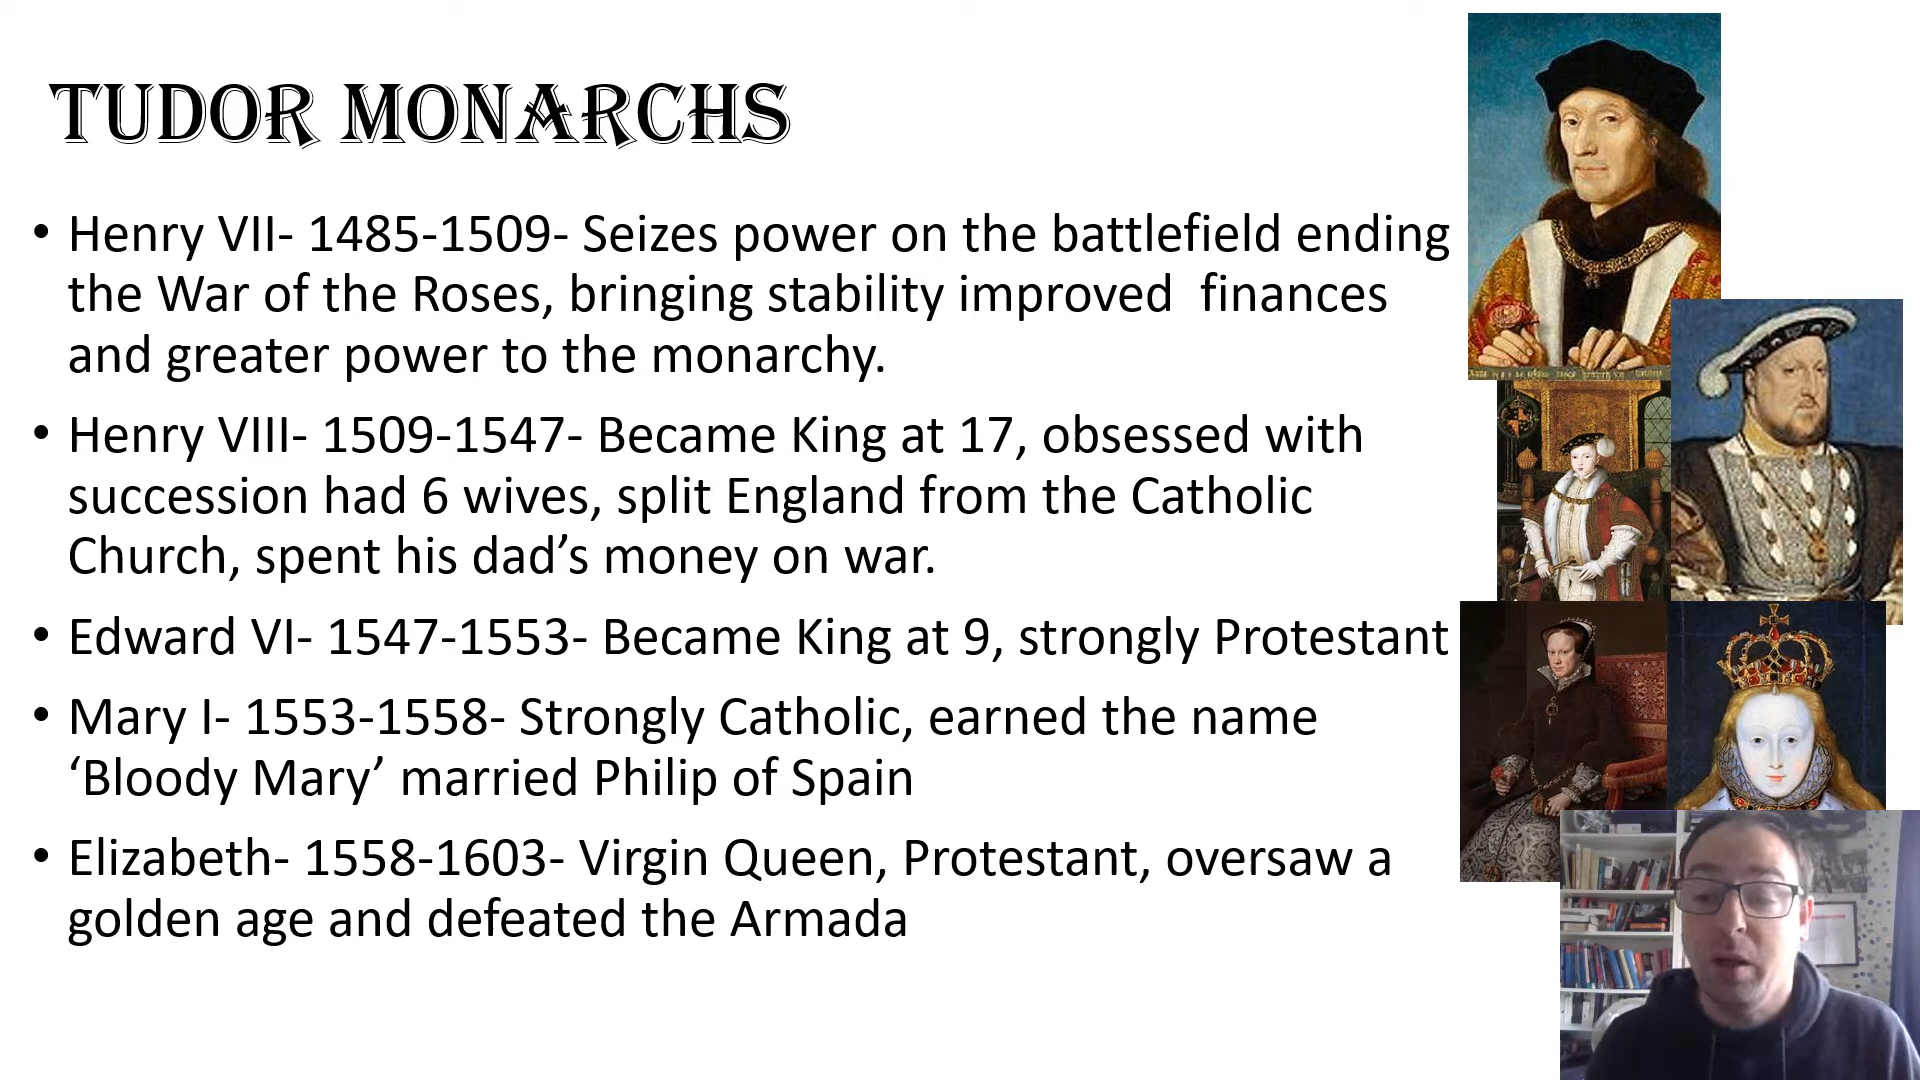 TUDOR MONARCHS
• Henry VII- 1485-1509- Seizes power on the battlefield ending
the War of the Roses, bringing stability improved  finances
and greater power to the monarchy.
• Henry VIII- 1509-1547- Became King at 17, obsessed with
succession had 6 wives, split England from the Catholic
Church, spent his dad’s money on war.
• Edward VI- 1547-1553- Became King at 9, strongly Protestant
• Mary I- 1553-1558- Strongly Catholic, earned the name
‘Bloody Mary’ married Philip of Spain
• Elizabeth- 1558-1603- Virgin Queen, Protestant, oversaw a
golden age and defeated the Armada